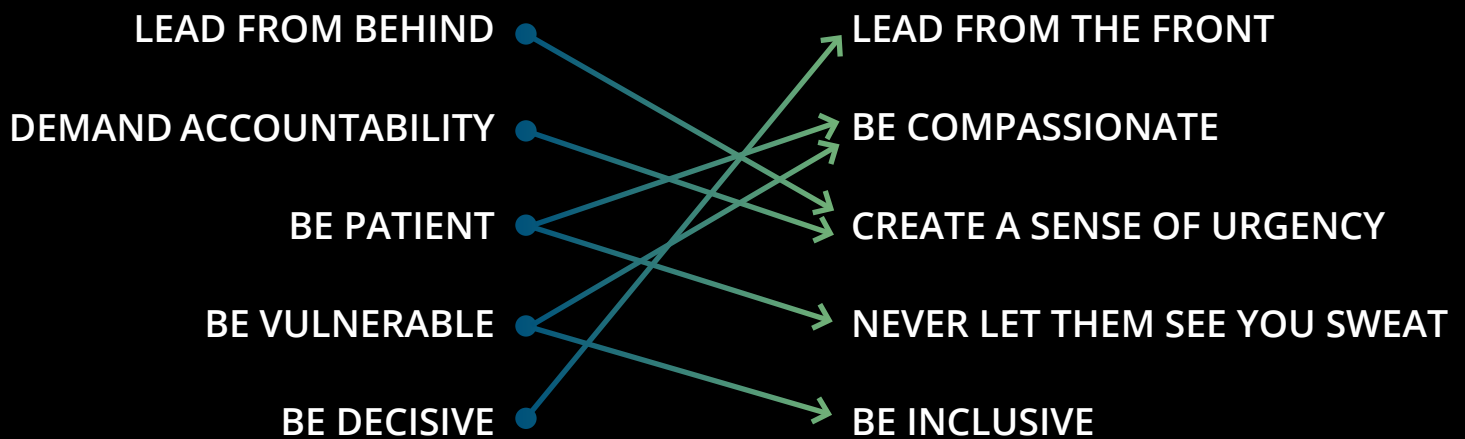 LEAD FROM BEHIND
LEAD FROM THE FRONT
DEMAND ACCOUNTABILITY
BE COMPASSIONATE
BE PATIENT
CREATE A SENSE OF URGENCY
BE VULNERABLE
NEVER LET THEM SEE YOU SWEAT
BE DECISIVE
BE INCLUSIVE